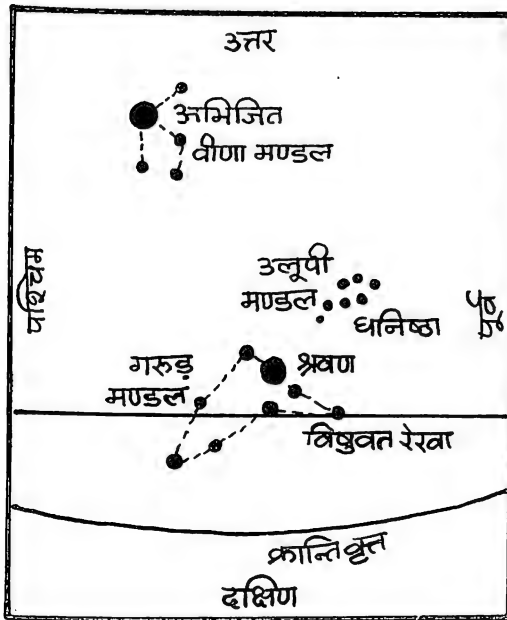 उत्तर
अभिजित
वीणा मण्डल
पश्चिम
उलूपी
मण्डल
धनिष्ठा
पूर्व
गरुड़
मण्डल
श्रवण
विषुवत रेखा
क्रान्तिवृत्त
दक्षिण